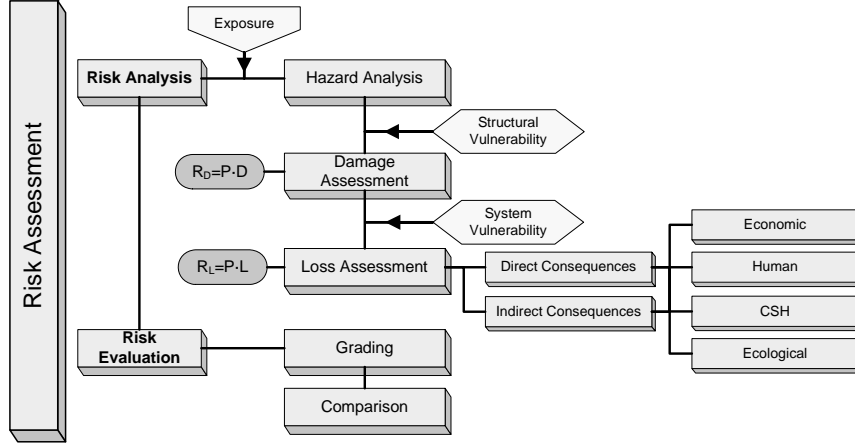 Risk Assessment
Exposure
Risk Analysis
Hazard Analysis
Structural
Vulnerability
R_D=P·D
Damage
Assessment
System
Vulnerability
R_L=P·L
Loss Assessment
Direct Consequences
Indirect Consequences
Economic
Human
CSH
Ecological
Risk
Evaluation
Grading
Comparison